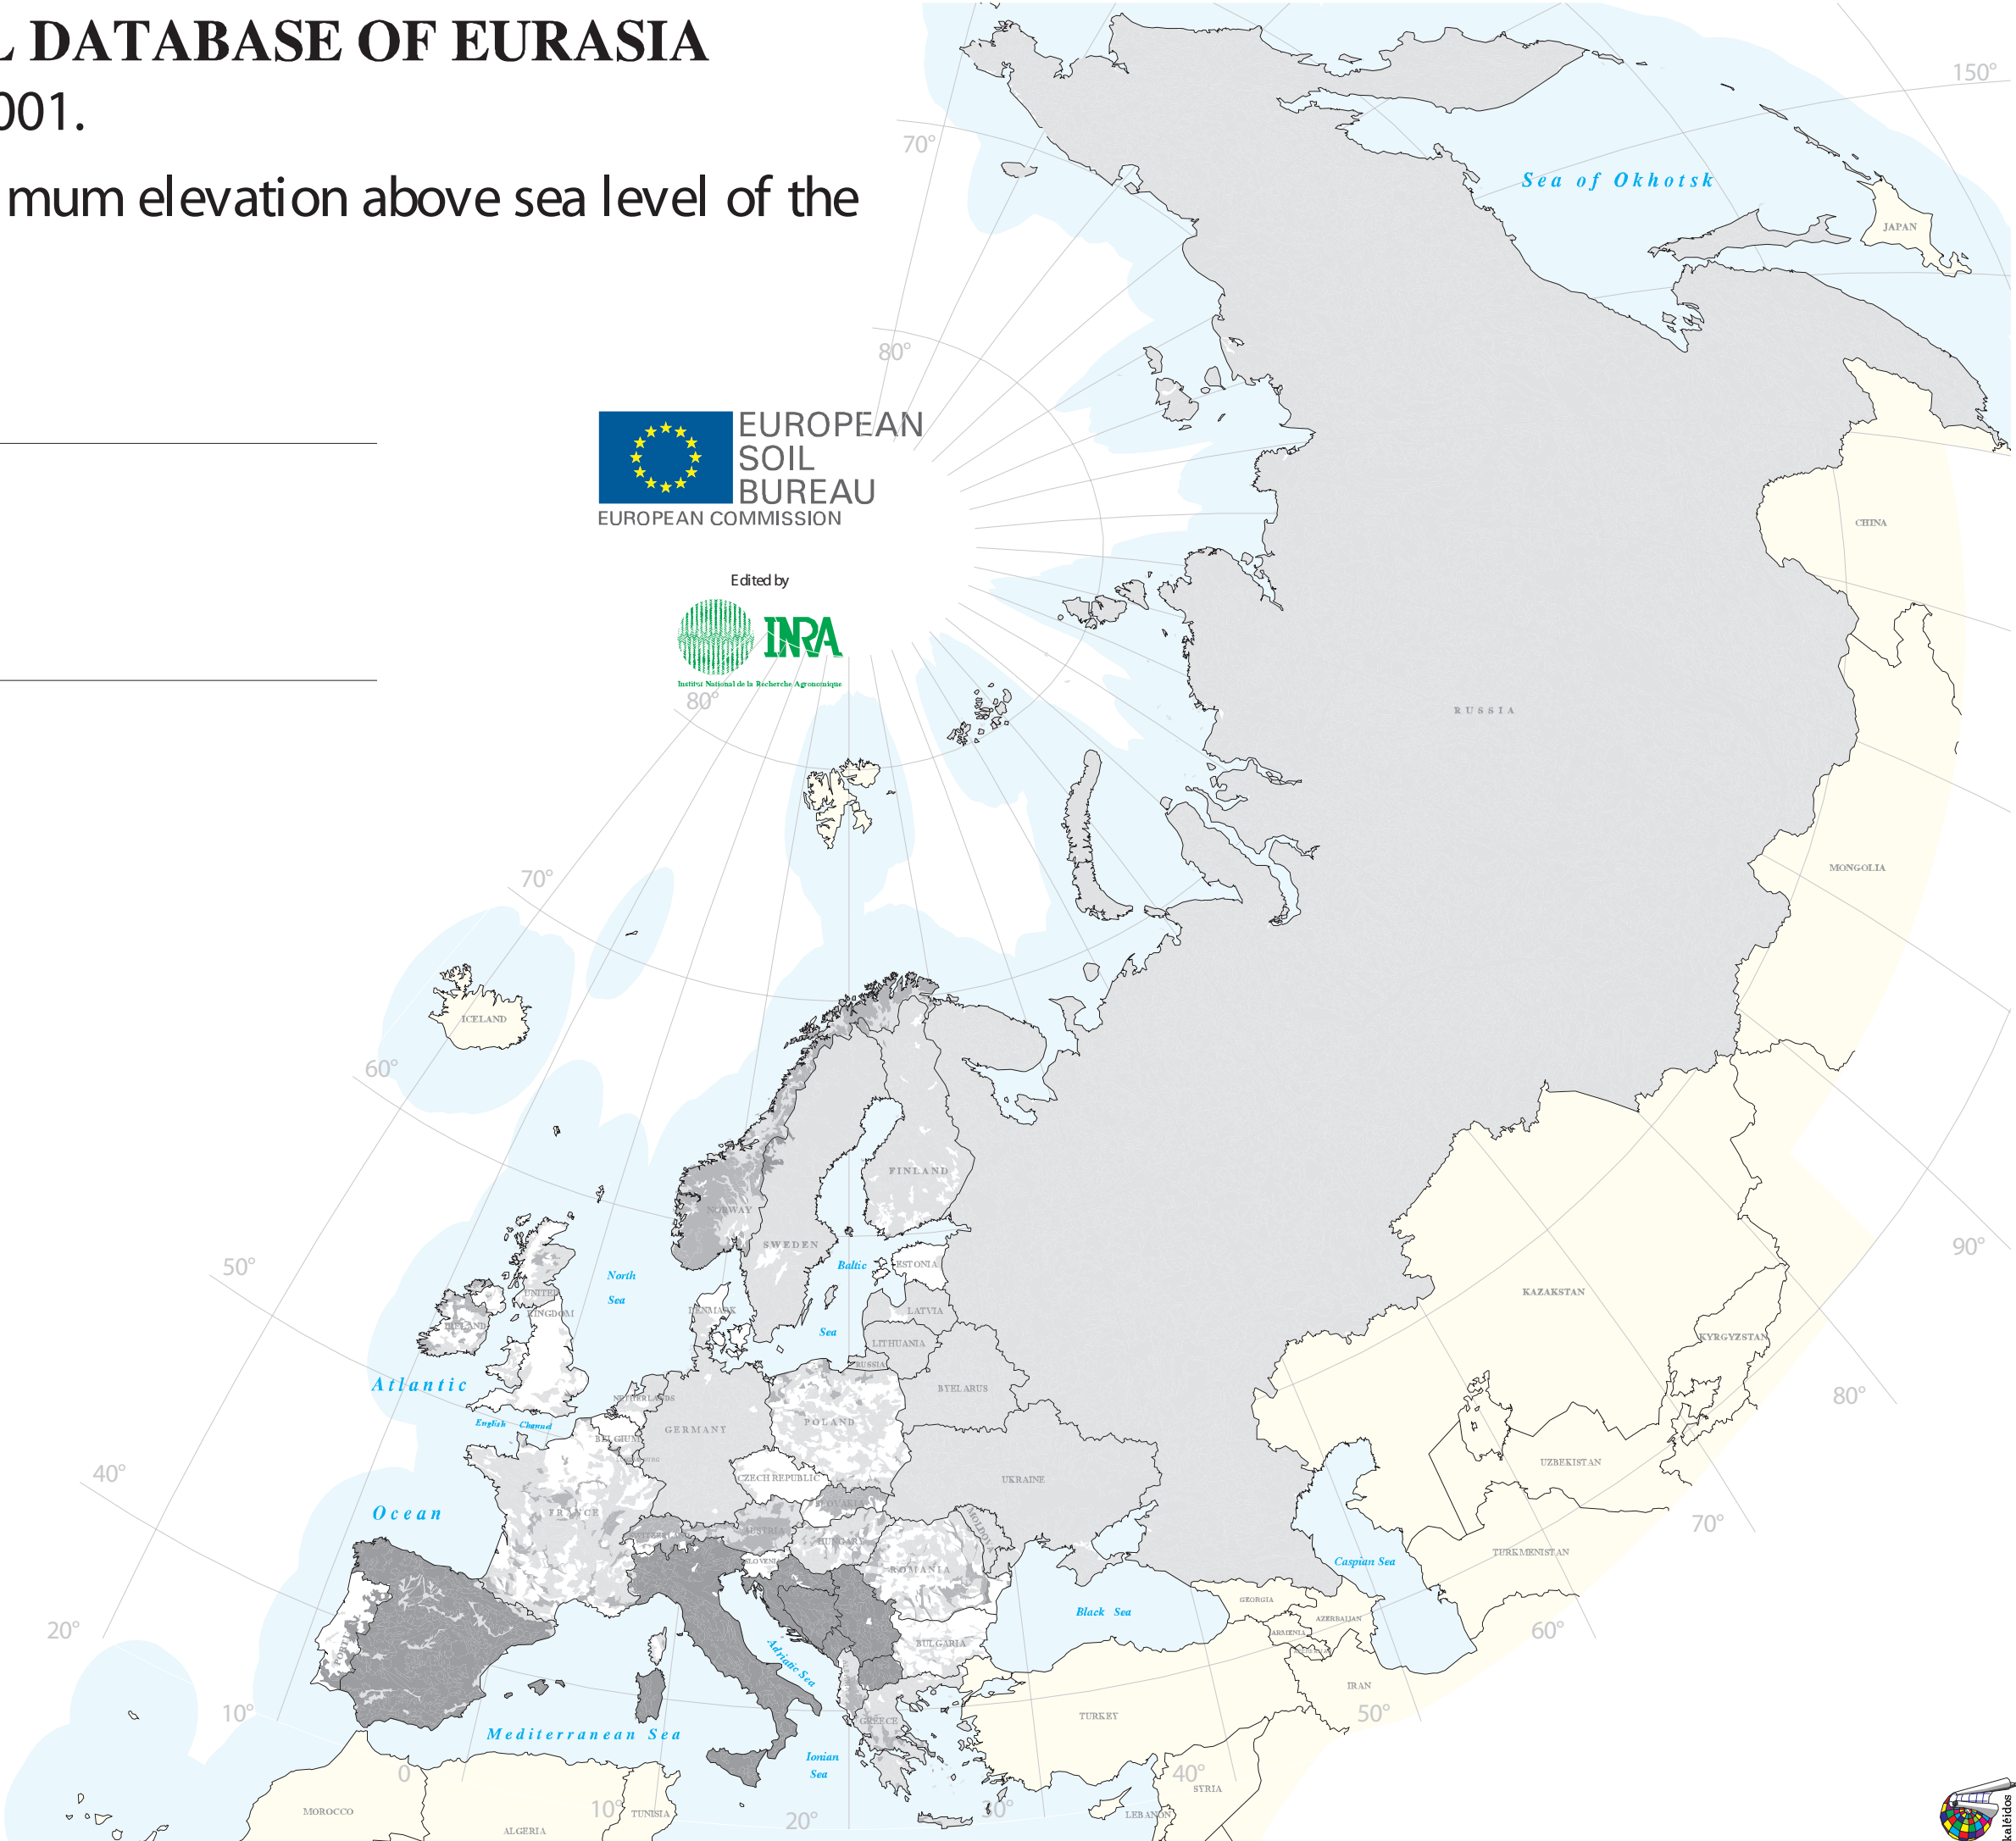 L DATABASE OF EURASIA
001.
mum elevation above sea level of the
150°
70°
Sea of Okhotsk
JAPAN
80°
EUROPEAN
SOIL
BUREAU
EUROPEAN COMMISSION
CHINA
Edited by
INRA
Institut National de la Recherche Agronomique
80°
RUSSIA
70°
MONGOLIA
ICELAND
60°
FINLAND
NORWAY
SWEDEN
50°
North
Sea
Baltic
Sea
ESTONIA
90°
UNITED
KINGDOM
IRELAND
DENMARK
LATVIA
LITHUANIA
RUSSIA
KAZAKSTAN
KYRGYZSTAN
Atlantic
Ocean
English Channel
NETHERLANDS
BELGIUM
GERMANY
POLAND
BYELARUS
80°
40°
CZECH REPUBLIC
UKRAINE
UZBEKISTAN
FRANCE
SLOVAKIA
AUSTRIA
HUNGARY
MOLDOVA
70°
SLOVENIA
ROMANIA
Caspian Sea
TURKMENISTAN
20°
Black Sea
GEORGIA
AZERBAIJAN
ARMENIA
60°
BULGARIA
Adriatic Sea
IRAN
10°
Mediterranean Sea
GREECE
TURKEY
50°
Ionian
Sea
0
40°
SYRIA
MOROCCO
10°
TUNISIA
20°
30°
LEBANON
ALGERIA
kaléidos